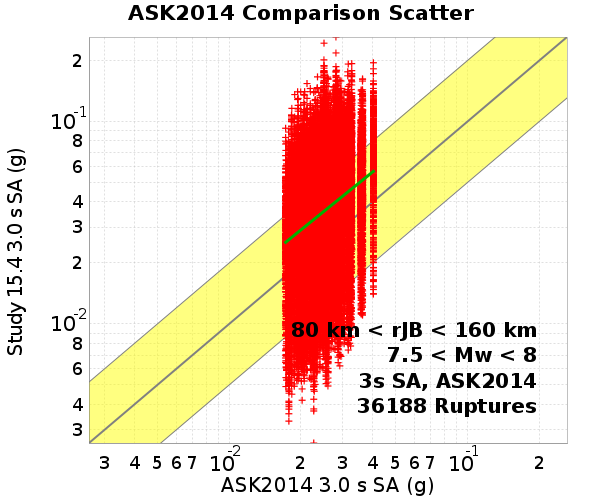 ASK2014 Comparison Scatter
Study 15.4 3.0 s SA (g)
2
10-1
8
6
4
3
2
10-2
8
6
4
3
80 km < rJB < 160 km
7.5 < Mw < 8
3s SA, ASK2014
36188 Ruptures
3 4 5 6 7 10-2 2 3 4 5 6 7 10-1 2
ASK2014 3.0 s SA (g)